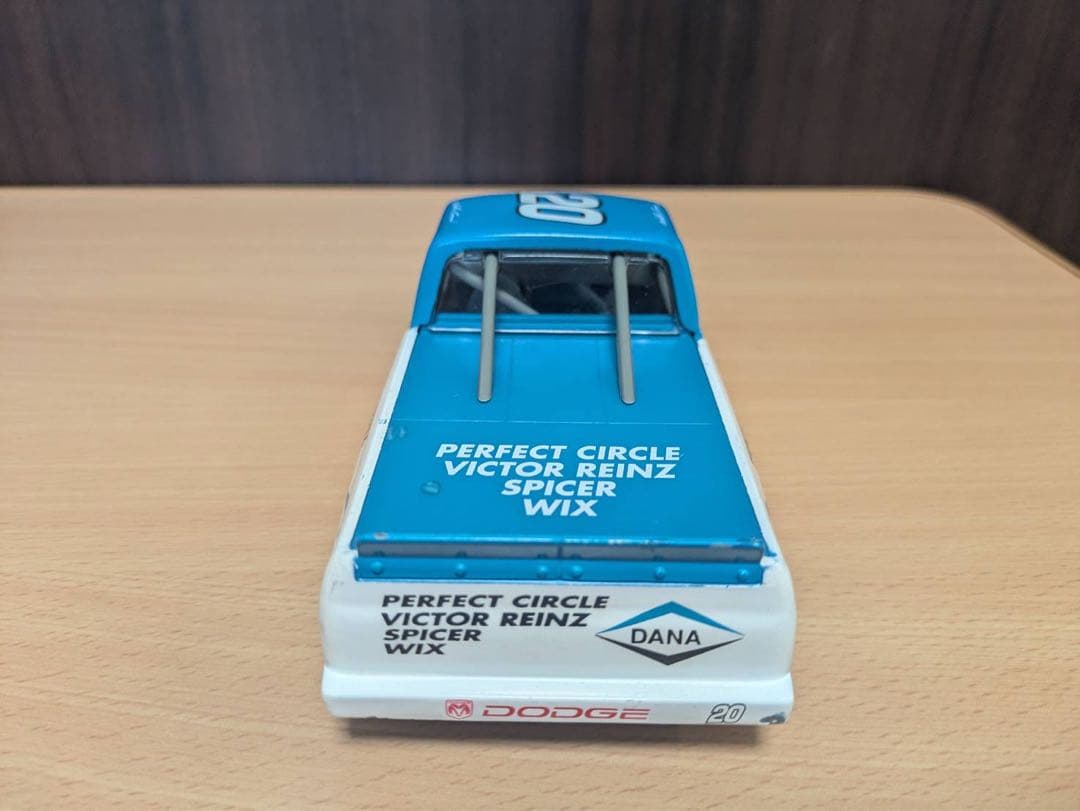 20
PERFECT CIRCLE
VICTOR REINZ
SPICER
WIX
PERFECT CIRCLE
VICTOR REINZ
SPICER
WIX
DANA
DODGE
20